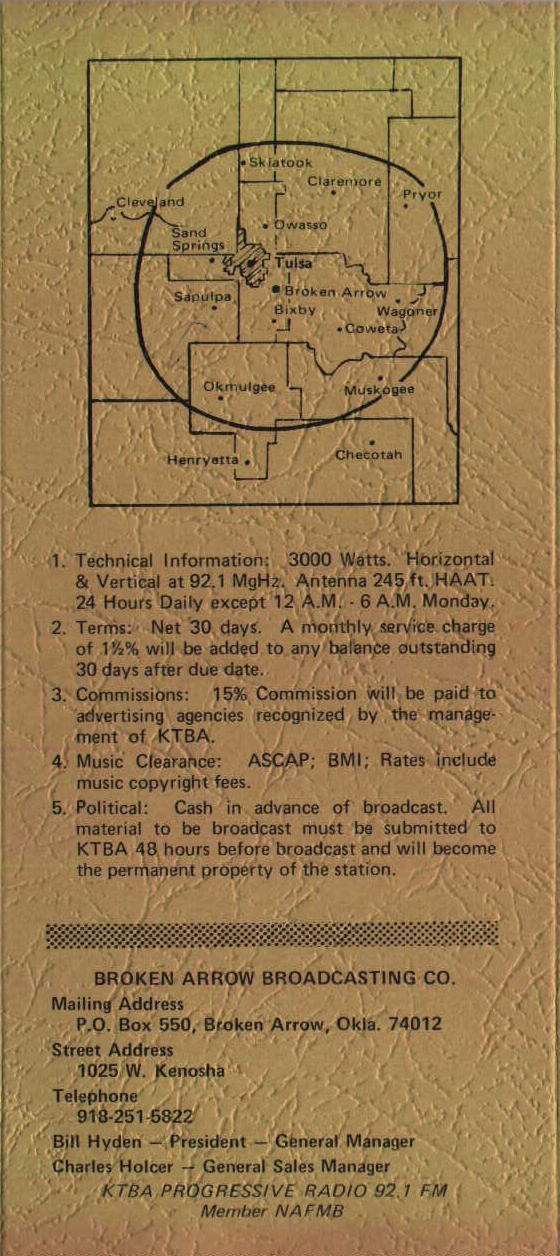 Skiatook
Claremore
Pryor
Cleveland
Owasso
Sand
Springs
Tulsa
Broken Arrow
Sapulpa
Wagoner
Bixby
Coweta
Okmulgee
Muskogee
Henryetta
Checotah
1. Technical Information: 3000 Watts. Horizontal
& Vertical at 92.1 MgHz. Antenna 245 ft. HAAT.
24 Hours Daily except 12 A.M. - 6 A.M. Monday.
2. Terms: Net 30 days. A monthly service charge
of 1½% will be added to any balance outstanding
30 days after due date.
3. Commissions: 15% Commission will be paid to
advertising agencies recognized by the manage-
ment of KTBA.
4. Music Clearance: ASCAP; BMI; Rates include
music copyright fees.
5. Political: Cash in advance of broadcast. All
material to be broadcast must be submitted to
KTBA 48 hours before broadcast and will become
the permanent property of the station.
BROKEN ARROW BROADCASTING CO.
Mailing Address
P.O. Box 550, Broken Arrow, Okla. 74012
Street Address
1025 W. Kenosha
Telephone
918-251-5822
Bill Hyden — President — General Manager
Charles Holcer — General Sales Manager
KTBA PROGRESSIVE RADIO 92.1 FM
Member NAFMB